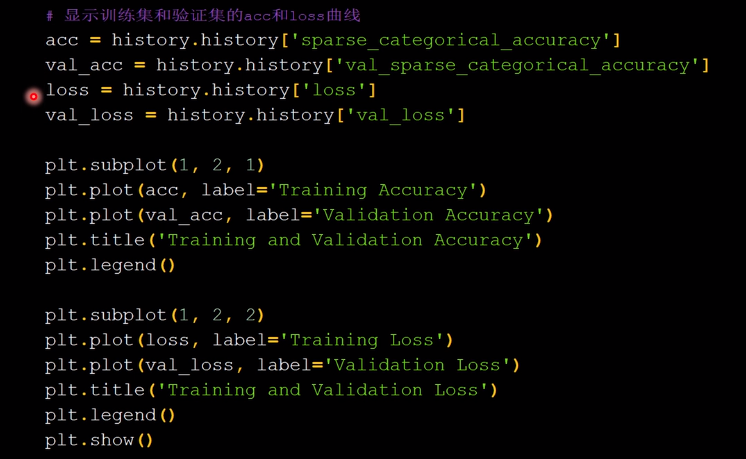 # 显示训练集和验证集的acc和loss曲线
acc = history.history['sparse_categorical_accuracy']
val_acc = history.history['val_sparse_categorical_accuracy']
loss = history.history['loss']
val_loss = history.history['val_loss']
plt.subplot(1, 2, 1)
plt.plot(acc, label='Training Accuracy')
plt.plot(val_acc, label='Validation Accuracy')
plt.title('Training and Validation Accuracy')
plt.legend()
plt.subplot(1, 2, 2)
plt.plot(loss, label='Training Loss')
plt.plot(val_loss, label='Validation Loss')
plt.title('Training and Validation Loss')
plt.legend()
plt.show()